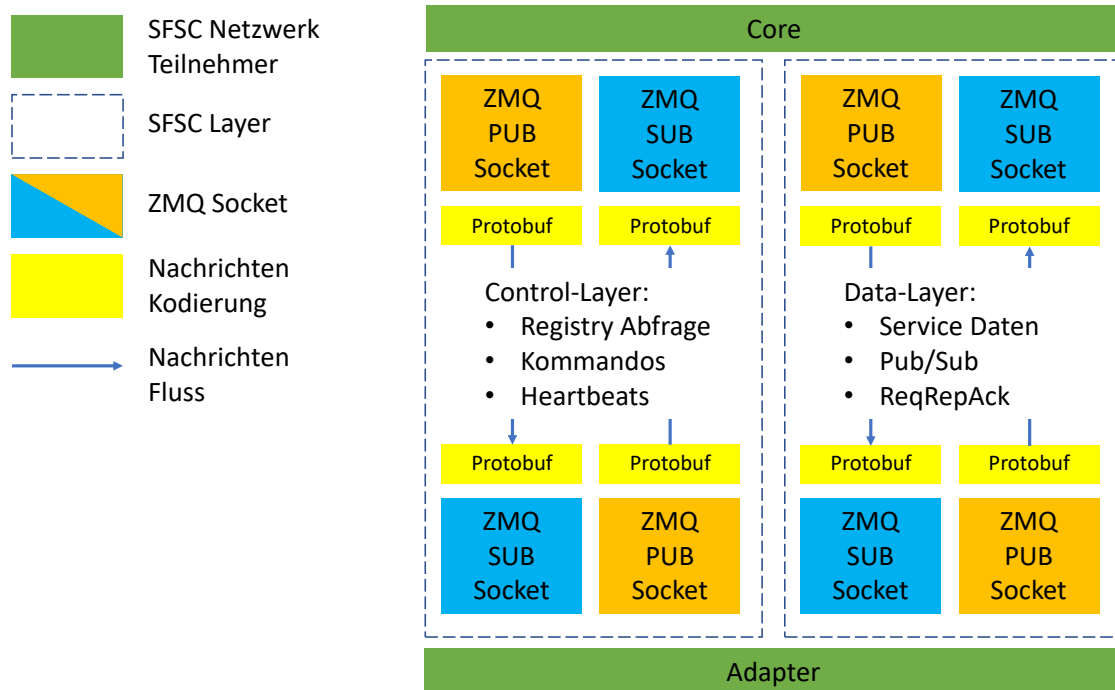 SFSC Netzwerk
Teilnehmer
SFSC Layer
ZMQ Socket
Nachrichten
Kodierung
Nachrichten
Fluss
Core
ZMQ
PUB
Socket
ZMQ
SUB
Socket
ZMQ
PUB
Socket
ZMQ
SUB
Socket
Protobuf
Protobuf
Protobuf
Protobuf
Control-Layer:
• Registry Abfrage
• Kommandos
• Heartbeats
Data-Layer:
• Service Daten
• Pub/Sub
• ReqRepAck
Protobuf
Protobuf
Protobuf
Protobuf
ZMQ
SUB
Socket
ZMQ
PUB
Socket
ZMQ
SUB
Socket
ZMQ
PUB
Socket
Adapter